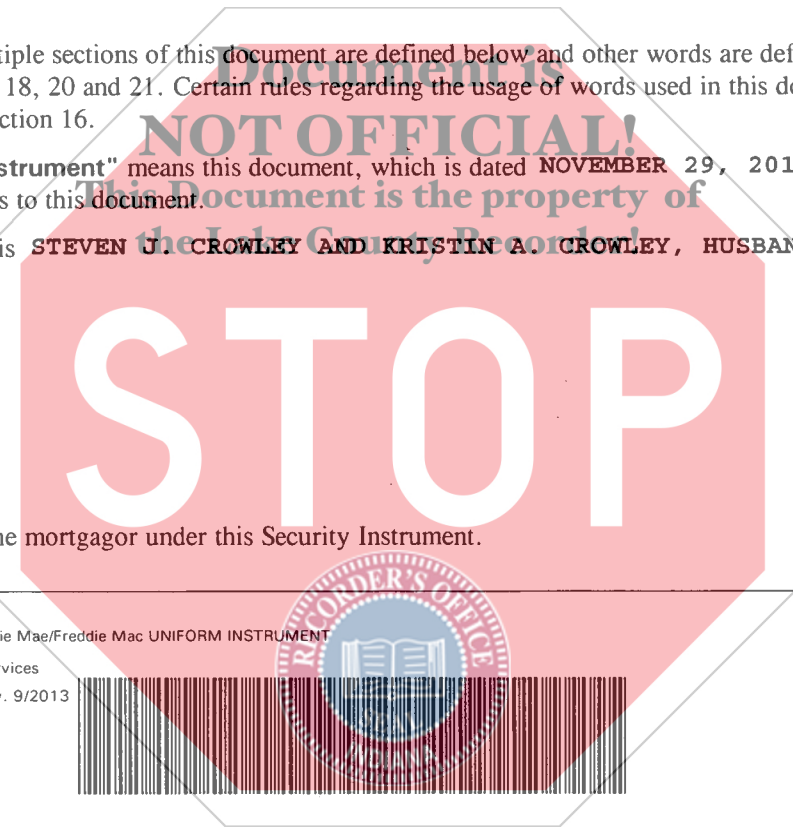 tiple sections of this document are defined below and other words are def
Document is
18, 20 and 21. Certain rules regarding the usage of words used in this do
ction 16.
NOT OFFICIAL!
strument" means this document, which is dated NOVEMBER 29, 201
This Document is the property of
s to this document.
the Lake County Recorder!
is STEVEN J. CROWLEY AND KRISTIN A. CROWLEY, HUSBAN
STOP
ne mortgagor under this Security Instrument.
RECORDER'S OFFICE
ie Mae/Freddie Mac UNIFORM INSTRUMENT
rvices
. 9/2013
SEAL
INDIANA